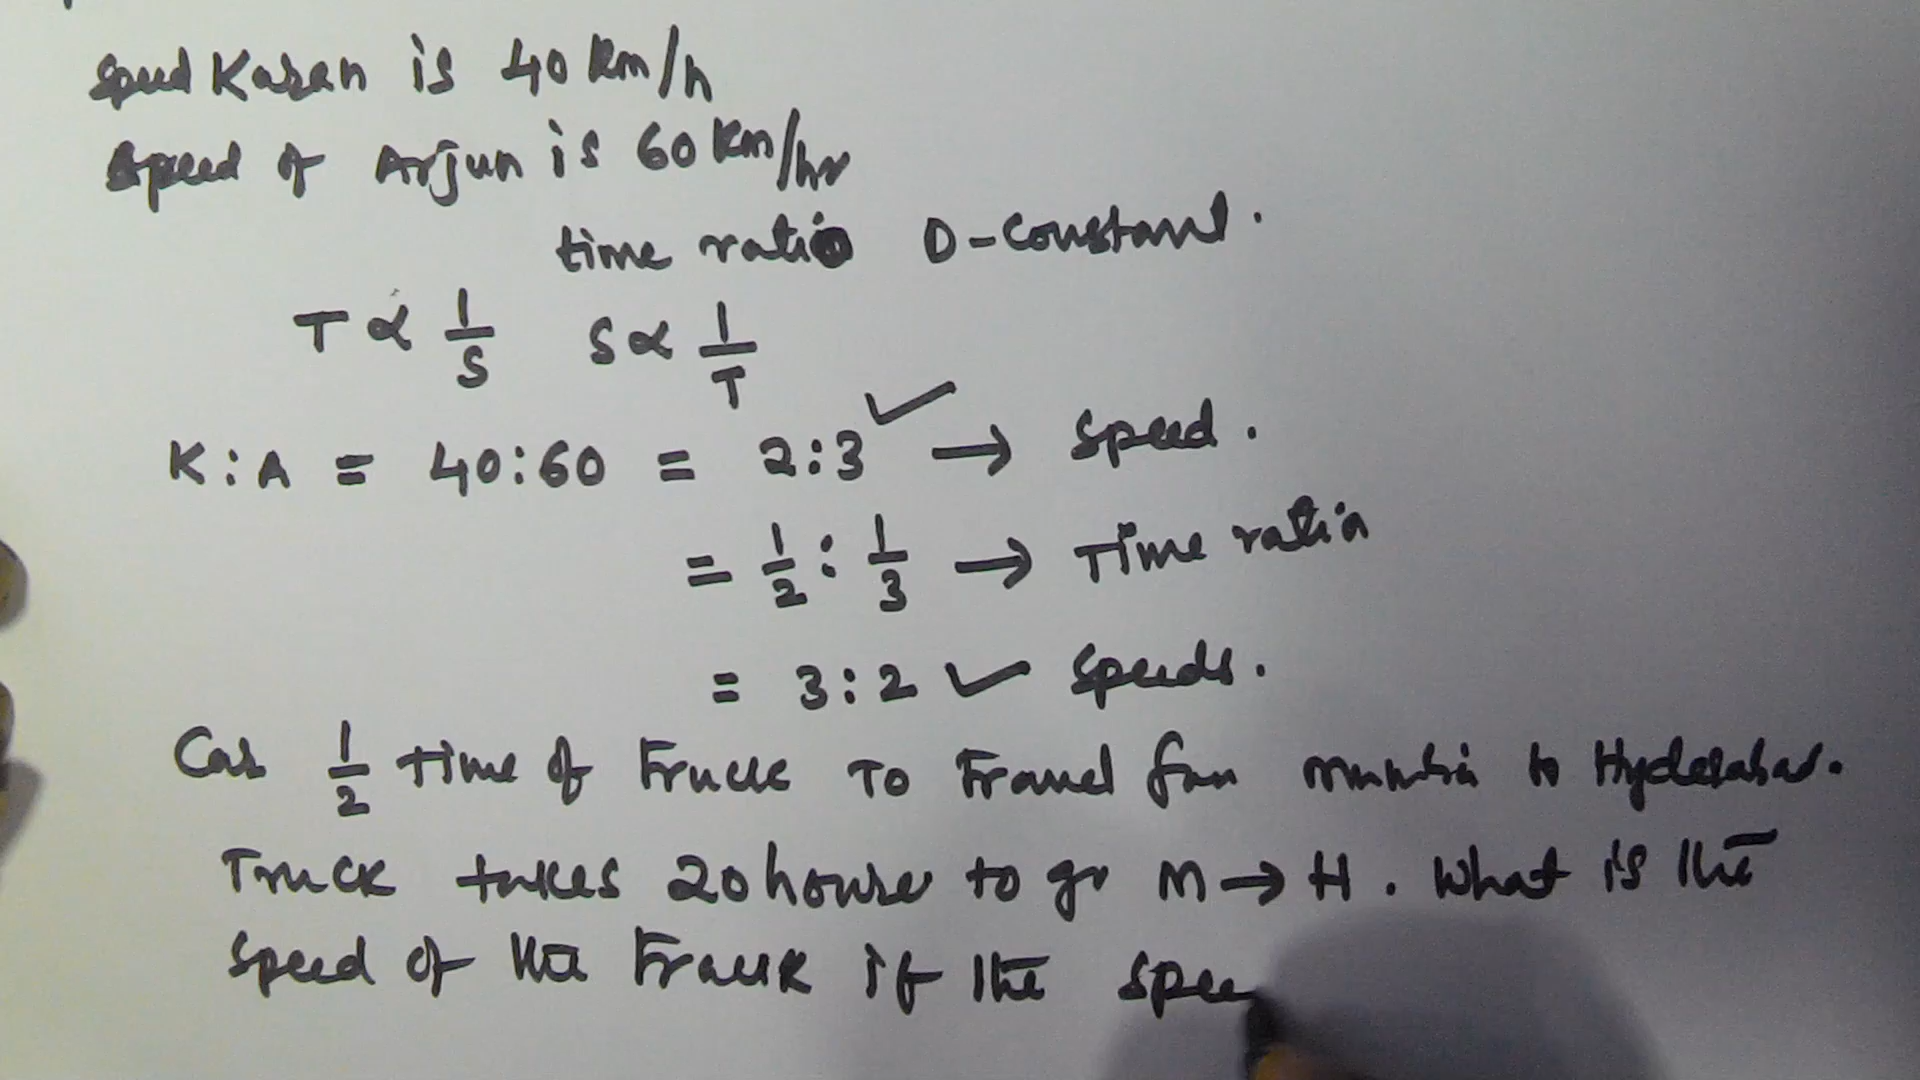 Speed Karan is 40 Km/h
Speed of Arjun is 60 Km/hr
time ratio D-Constant.
T ∝ 1/S S ∝ 1/T
K:A = 40:60 = 2:3 ✓ → Speed.
= 1/2 : 1/3 → Time ratio
= 3:2 ✓ Speeds.
Car 1/2 time of Truck To Travel from Mumbai to Hyderabad.
Truck takes 20 hours to go M → H. What is the
Speed of the Truck if the Spee